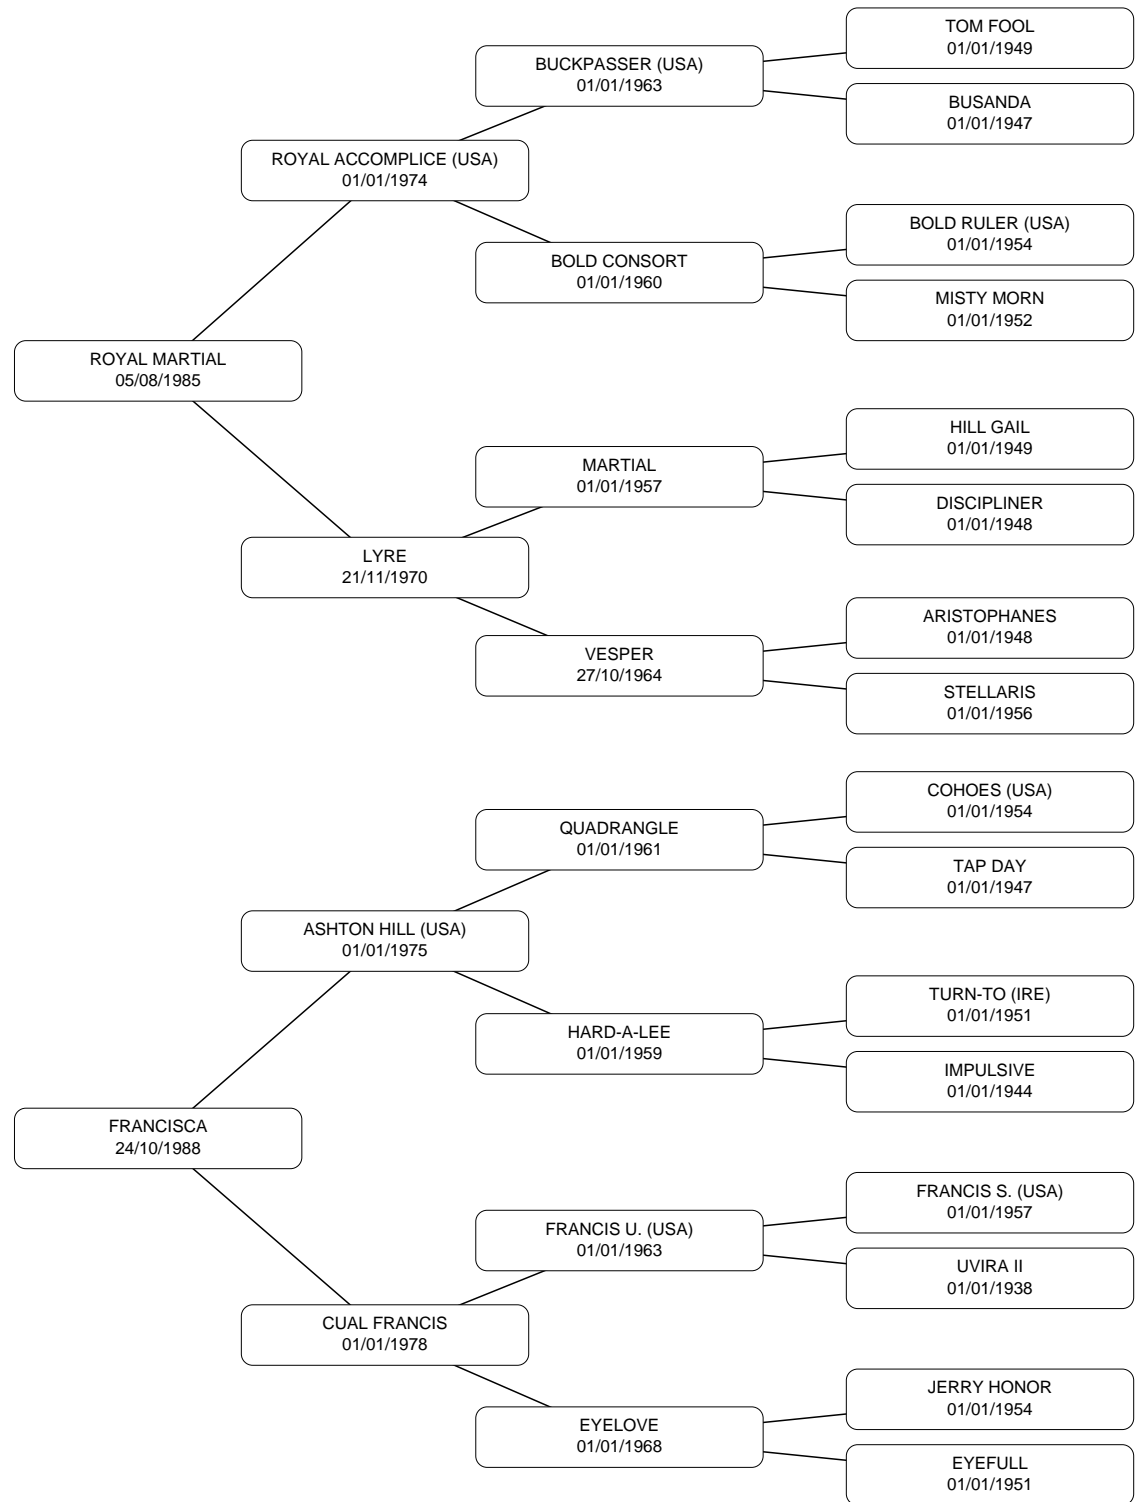 TOM FOOL
01/01/1949
BUCKPASSER (USA)
01/01/1963
BUSANDA
01/01/1947
ROYAL ACCOMPLICE (USA)
01/01/1974
BOLD RULER (USA)
01/01/1954
BOLD CONSORT
01/01/1960
MISTY MORN
01/01/1952
ROYAL MARTIAL
05/08/1985
HILL GAIL
01/01/1949
MARTIAL
01/01/1957
DISCIPLINER
01/01/1948
LYRE
21/11/1970
ARISTOPHANES
01/01/1948
VESPER
27/10/1964
STELLARIS
01/01/1956
COHOES (USA)
01/01/1954
QUADRANGLE
01/01/1961
TAP DAY
01/01/1947
ASHTON HILL (USA)
01/01/1975
TURN-TO (IRE)
01/01/1951
HARD-A-LEE
01/01/1959
IMPULSIVE
01/01/1944
FRANCISCA
24/10/1988
FRANCIS S. (USA)
01/01/1957
FRANCIS U. (USA)
01/01/1963
UVIRA II
01/01/1938
CUAL FRANCIS
01/01/1978
JERRY HONOR
01/01/1954
EYELOVE
01/01/1968
EYEFULL
01/01/1951